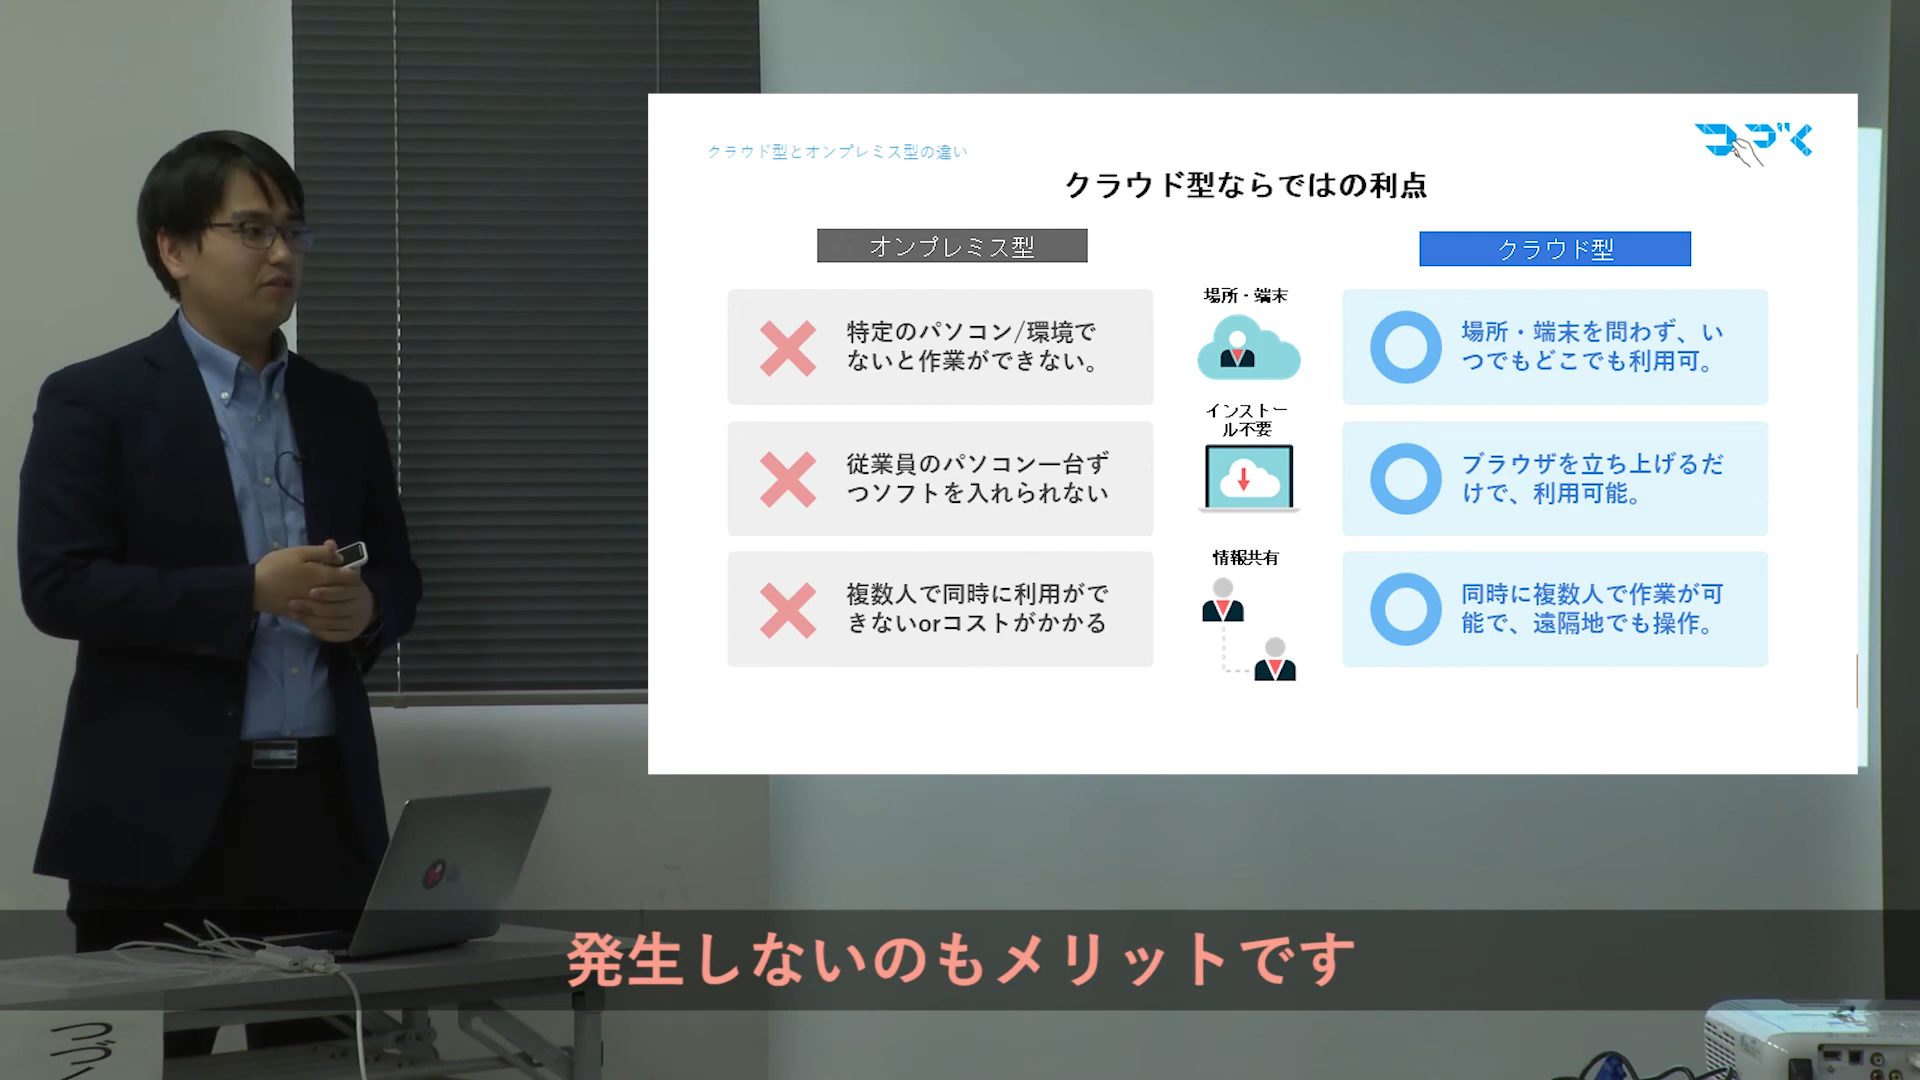 つづく
クラウド型とオンプレミス型の違い
クラウド型ならではの利点
オンプレミス型
クラウド型
特定のパソコン/環境で
ないと作業ができない。
場所・端末
場所・端末を問わず、い
つでもどこでも利用可。
従業員のパソコン一台ず
つソフトを入れられない
インストー
ル不要
ブラウザを立ち上げるだ
けで、利用可能。
複数人で同時に利用がで
きないorコストがかかる
情報共有
同時に複数人で作業が可
能で、遠隔地でも操作。
発生しないのもメリットです
つづ